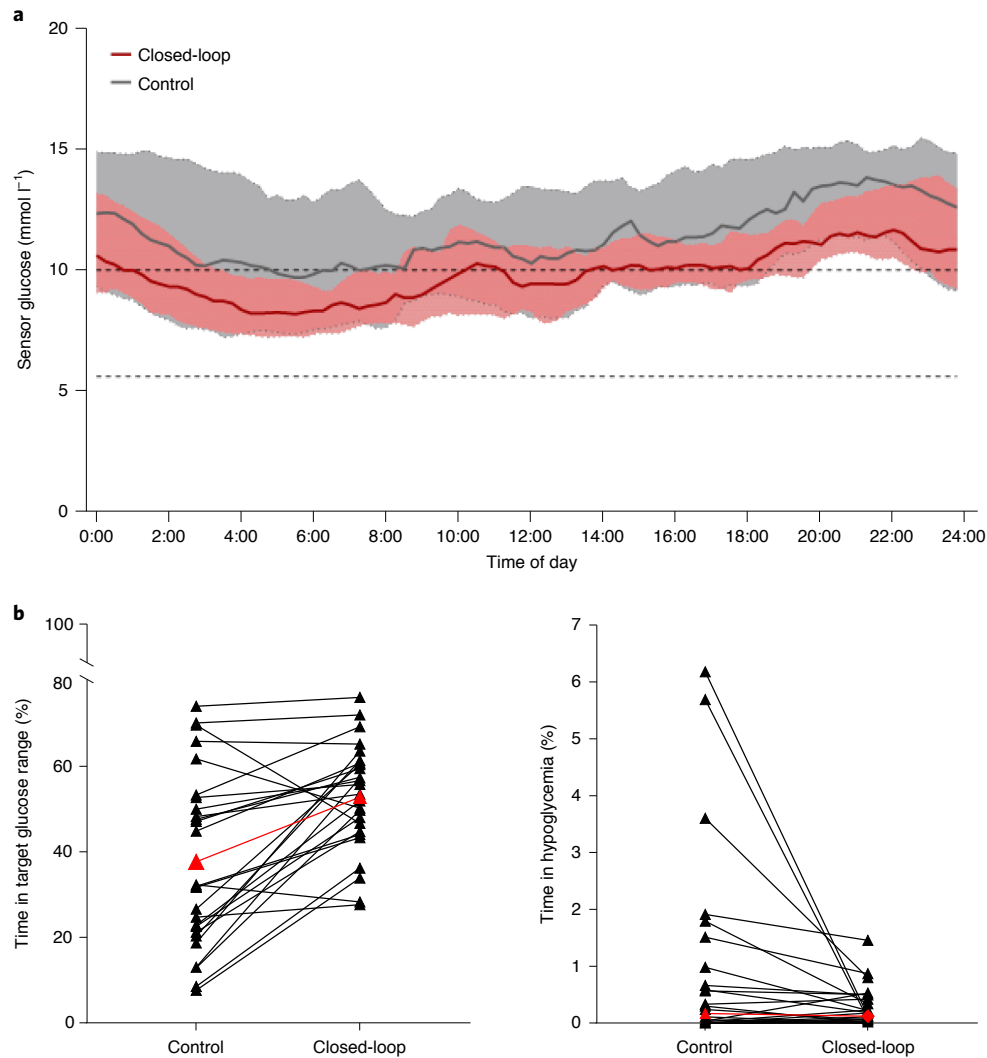 a
20
15
10
5
0
Sensor glucose (mmol l⁻¹)
Closed-loop
Control
0:00 2:00 4:00 6:00 8:00 10:00 12:00 14:00 16:00 18:00 20:00 22:00 24:00
Time of day
b
100
80
60
40
20
0
Time in target glucose range (%)
Control Closed-loop
7
6
5
4
3
2
1
0
Time in hypoglycemia (%)
Control Closed-loop